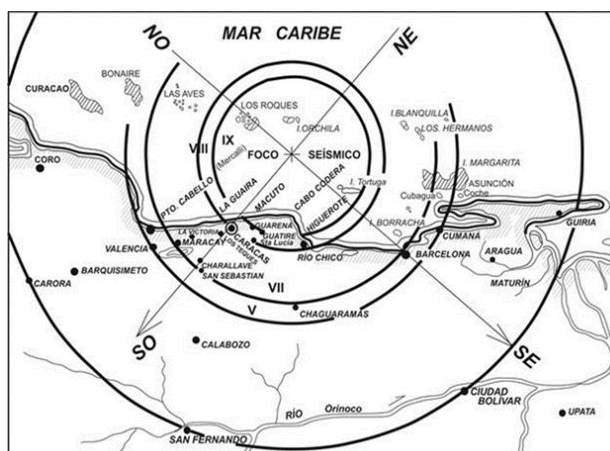 MAR CARIBE
NO
NE
CURACAO
BONAIRE
LAS AVES
LOS ROQUES
I.ORCHILA
I.BLANQUILLA
LOS. HERMANOS
VIII
IX
(Mercalli)
FOCO SEÍSMICO
I. MARGARITA
ASUNCIÓN
Coche
Cubagua
I. Tortuga
I. BORRACHA
CORO
PTO. CABELLO
LA GUAIRA
MACUTO
CABO CODERA
HIGUEROTE
GUARENA
GUATIRE
Sta Lucía
CARACAS
LOS TEQUES
LA VICTORIA
MARACAY
VALENCIA
RÍO CHICO
CUMANÁ
BARCELONA
GUIRIA
ARAGUA
MATURÍN
CHARALLAVE
SAN SEBASTIAN
BARQUISIMETO
CARORA
VII
V
CHAGUARAMAS
SO
SE
CALABOZO
CIUDAD
BOLIVAR
UPATA
RÍO Orinoco
SAN FERNANDO